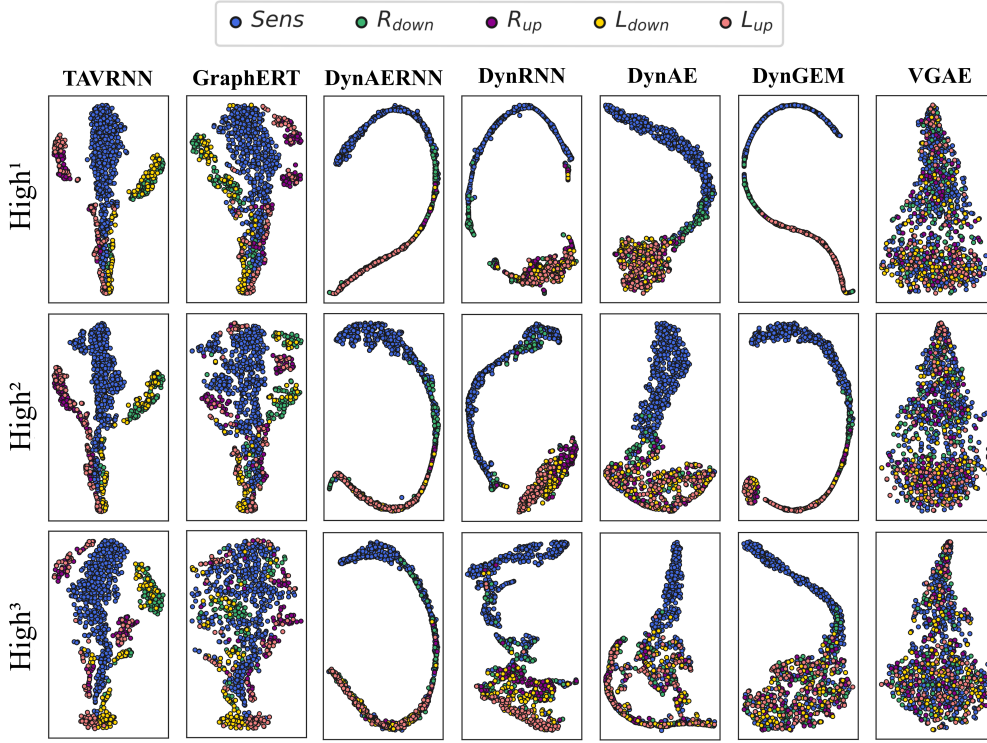 Sens R_down R_up L_down L_up
TAVRNN GraphERT DynAERNN DynRNN DynAE DynGEM VGAE
High¹
High²
High³